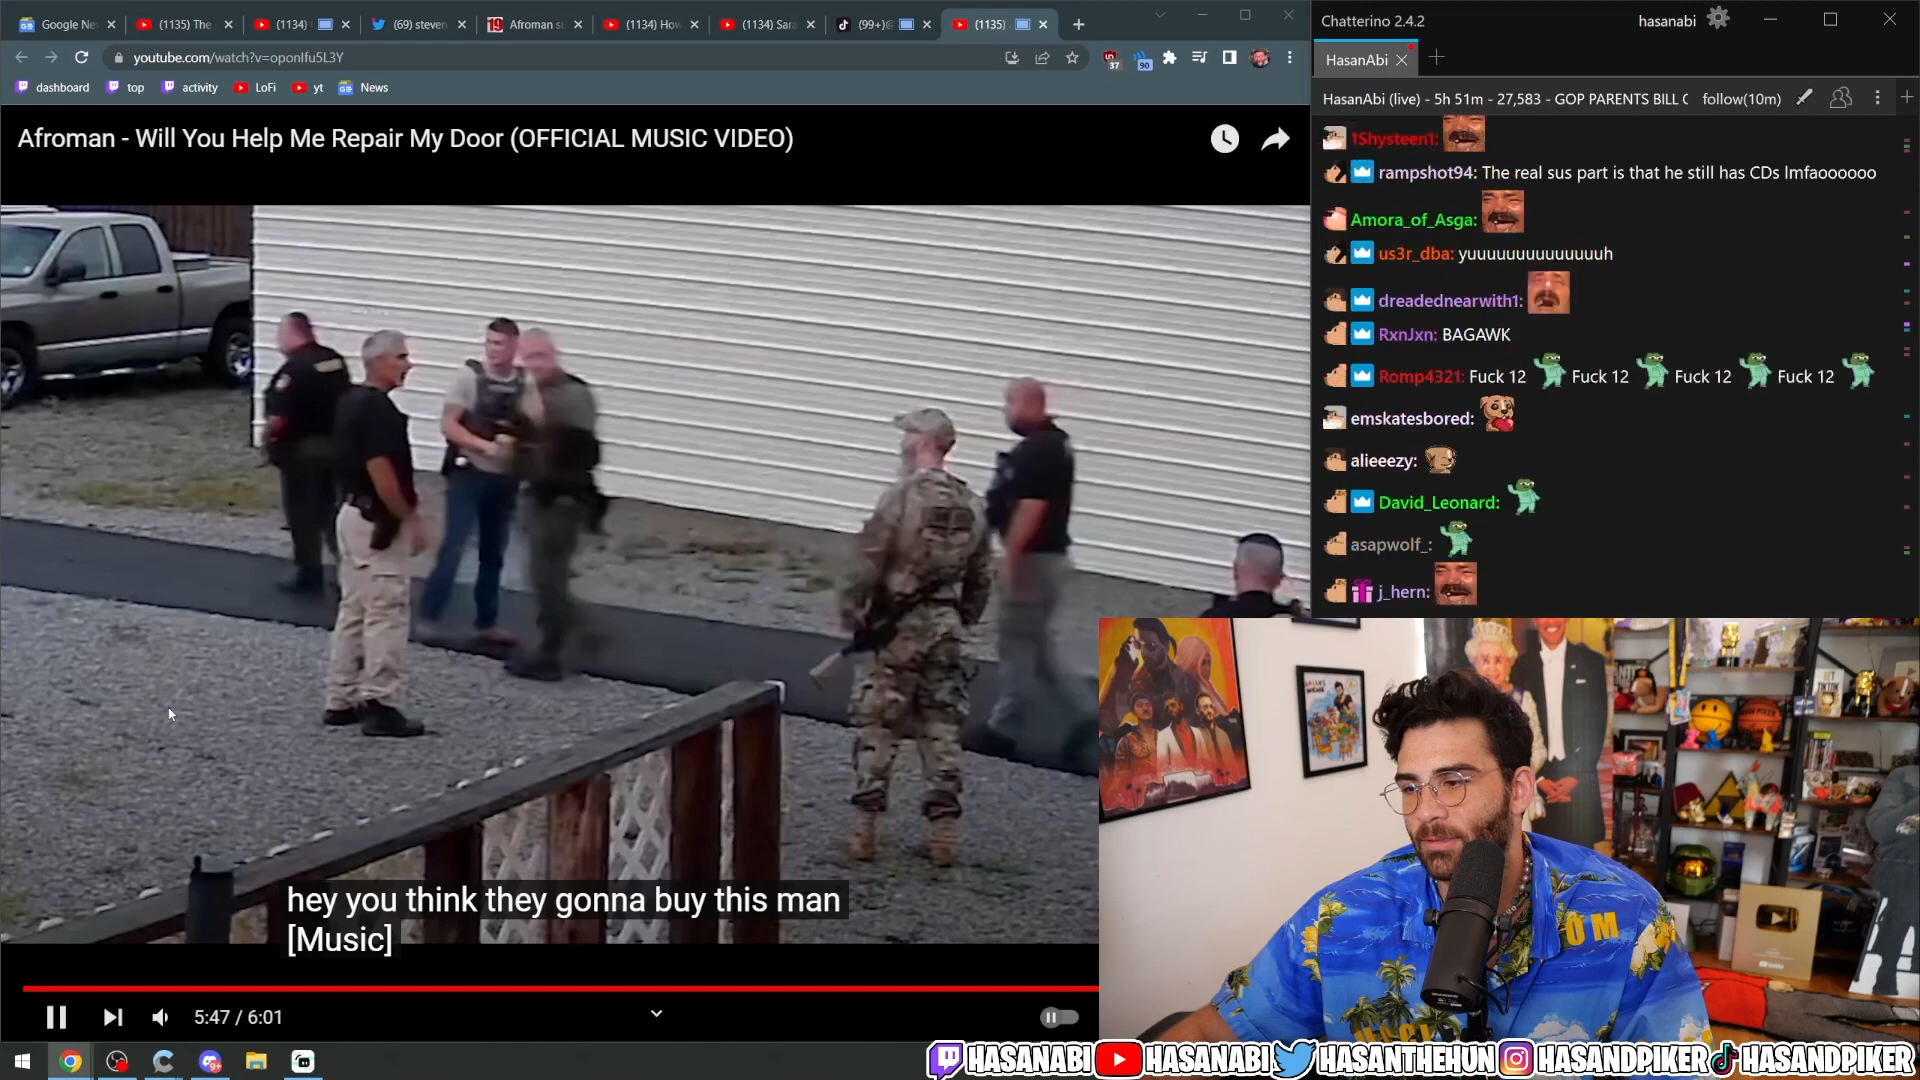 Google Ne
(1135) The
(1134)
(69) steven
Afroman su
(1134) How
(1134) Sara
(99+)
(1135)
youtube.com/watch?v=oponIfu5L3Y
37
90
dashboard
top
activity
LoFi
yt
News
Afroman - Will You Help Me Repair My Door (OFFICIAL MUSIC VIDEO)
hey you think they gonna buy this man
[Music]
5:47 / 6:01
Chatterino 2.4.2
hasanabi
HasanAbi
HasanAbi (live) - 5h 51m - 27,583 - GOP PARENTS BILL
follow(10m)
1Shysteen1:
rampshot94: The real sus part is that he still has CDs lmfaoooooo
Amora_of_Asga:
us3r_dba: yuuuuuuuuuuuuuuuh
dreadednearwith1:
RxnJxn: BAGAWK
Romp4321: Fuck 12 Fuck 12 Fuck 12 Fuck 12
emskatesbored:
alieeezy:
David_Leonard:
asapwolf_:
j_hern:
HASANABI HASANABI HASANTHEHUN HASANDPIKER HASANDPIKER